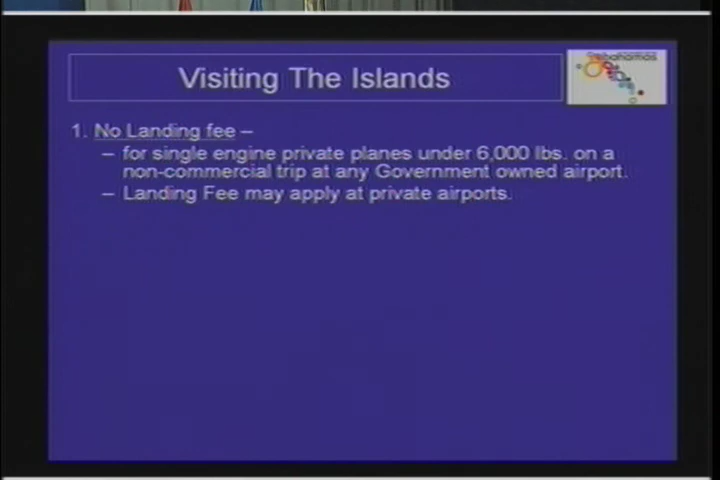 Visiting The Islands
bahamas
1. No Landing fee –
– for single engine private planes under 6,000 lbs. on a
non-commercial trip at any Government owned airport.
– Landing Fee may apply at private airports.